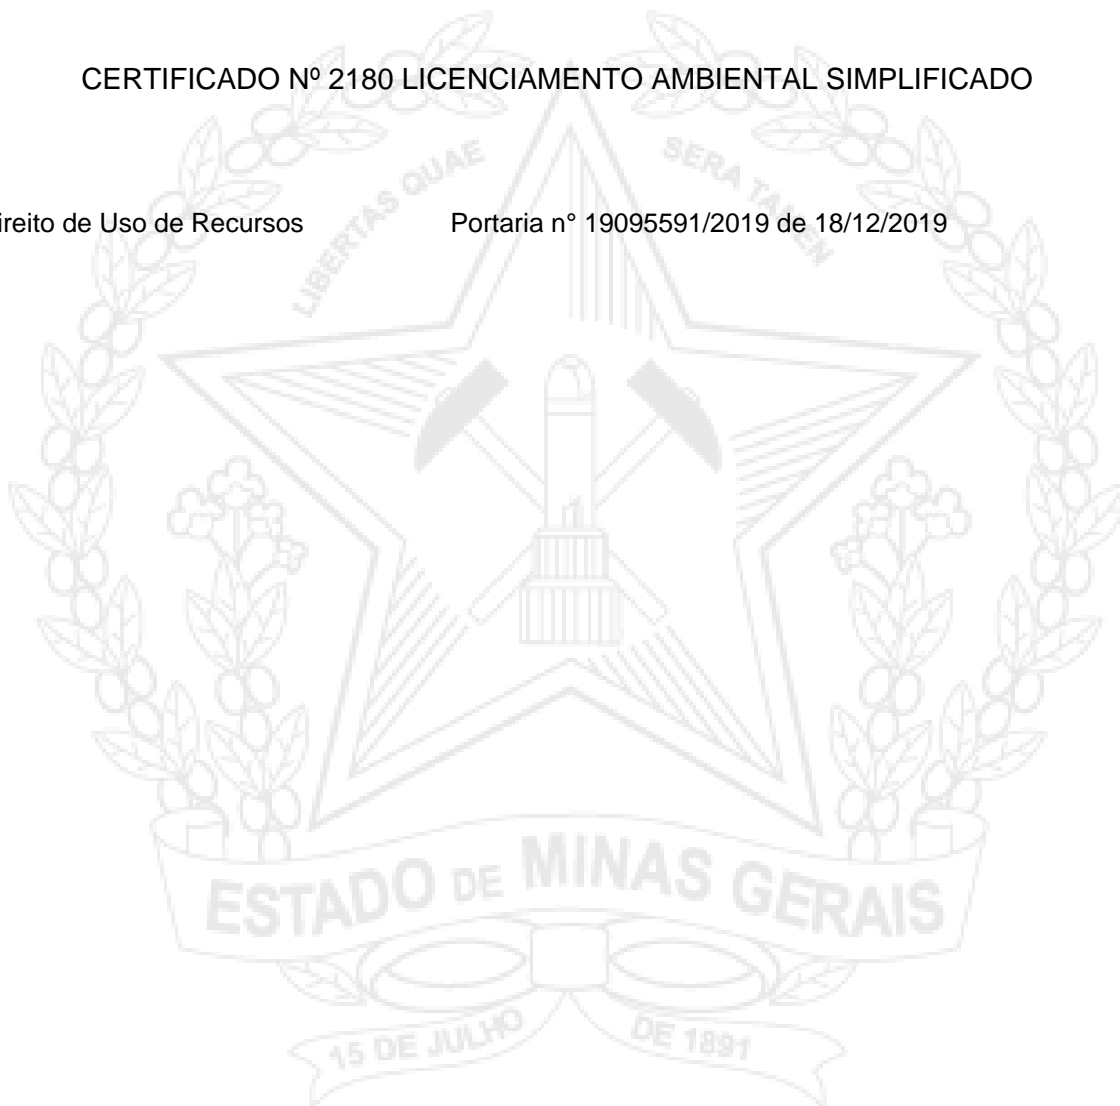 CERTIFICADO Nº 2180 LICENCIAMENTO AMBIENTAL SIMPLIFICADO
LIBERTAS QUAE SERA TAMEN
ireito de Uso de Recursos Portaria n° 19095591/2019 de 18/12/2019
ESTADO DE MINAS GERAIS
15 DE JULHO DE 1891